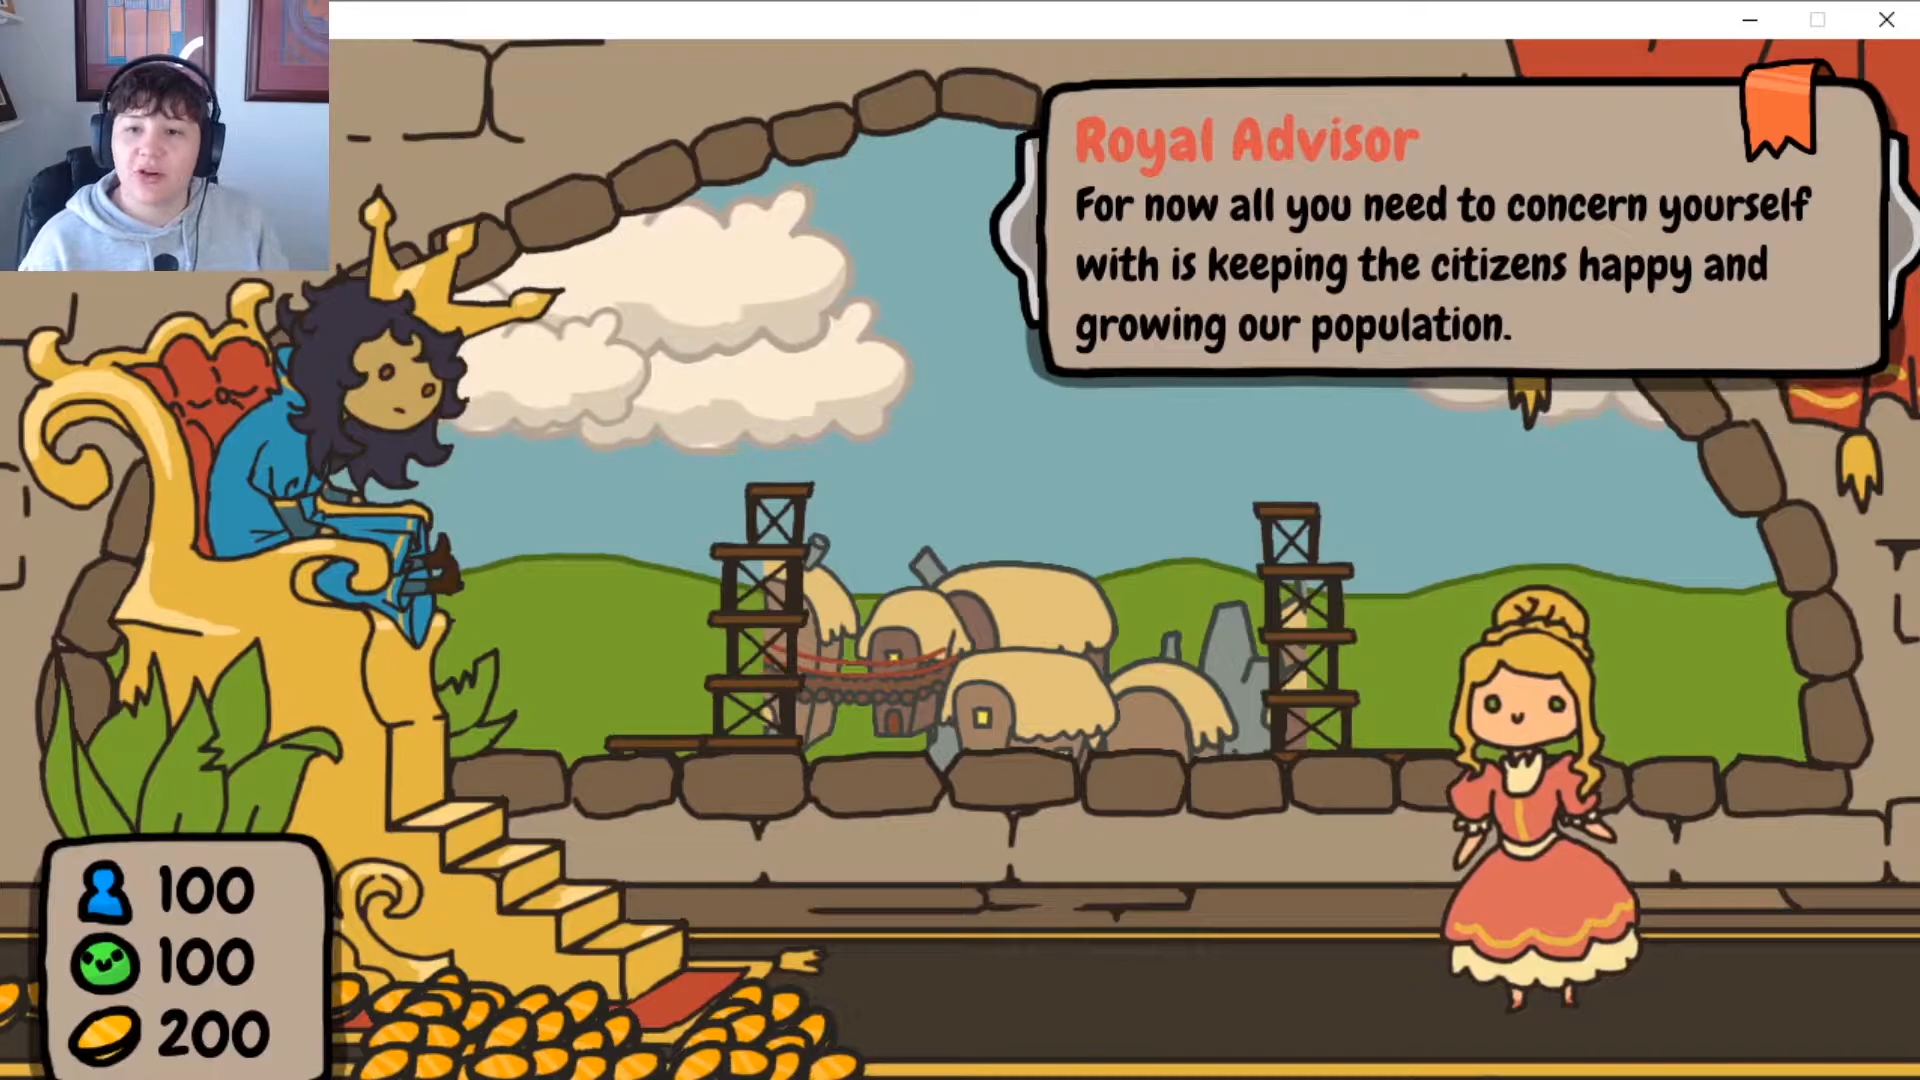 Royal Advisor
For now all you need to concern yourself
with is keeping the citizens happy and
growing our population.
100
100
200